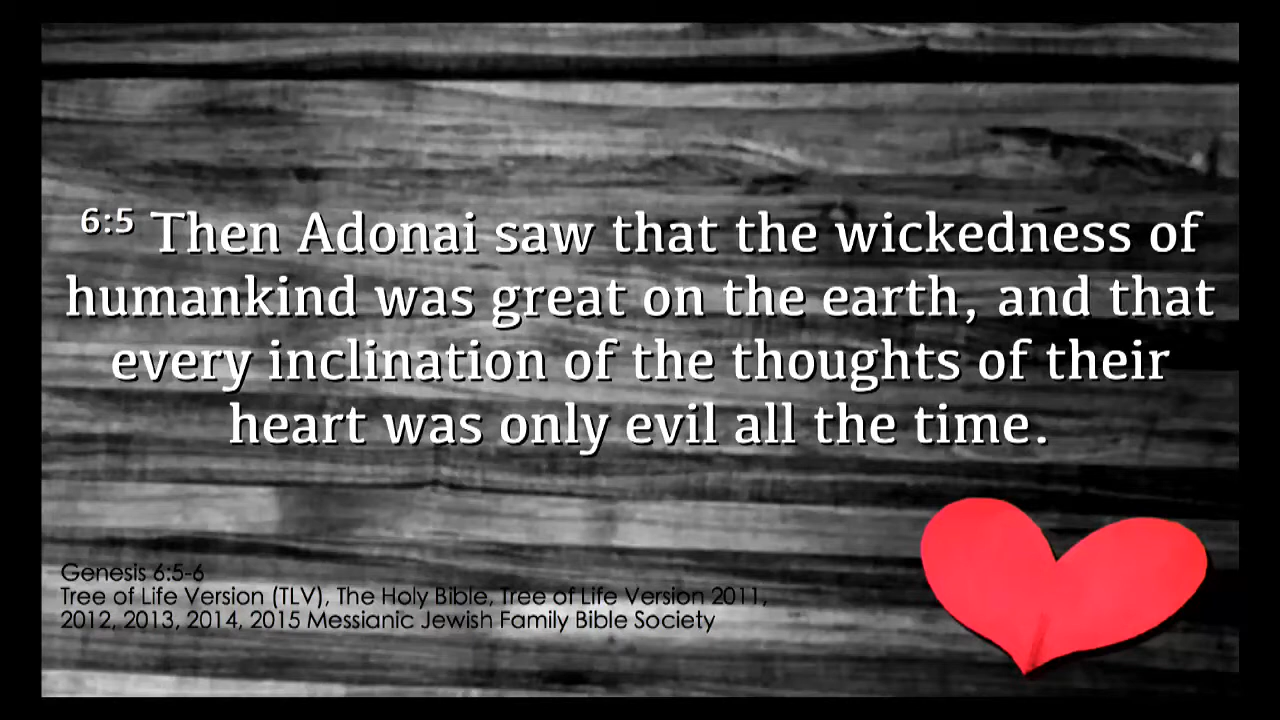 6:5 Then Adonai saw that the wickedness of
humankind was great on the earth, and that
every inclination of the thoughts of their
heart was only evil all the time.
Genesis 6:5-6
Tree of Life Version (TLV), The Holy Bible, Tree of Life Version 2011,
2012, 2013, 2014, 2015 Messianic Jewish Family Bible Society